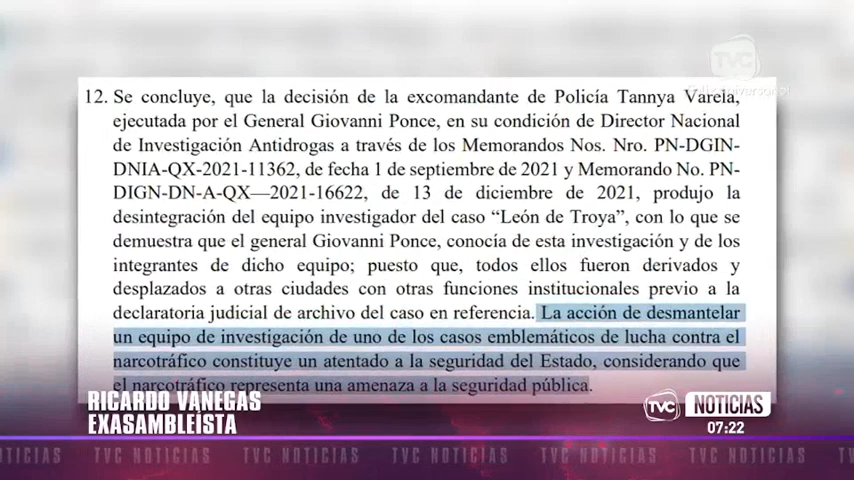 TVC
12. Se concluye, que la decisión de la excomandante de Policía Tannya Varela,
ejecutada por el General Giovanni Ponce, en su condición de Director Nacional
de Investigación Antidrogas a través de los Memorandos Nos. Nro. PN-DGIN-
DNIA-QX-2021-11362, de fecha 1 de septiembre de 2021 y Memorando No. PN-
DIGN-DN-A-QX—2021-16622, de 13 de diciembre de 2021, produjo la
desintegración del equipo investigador del caso “León de Troya”, con lo que se
demuestra que el general Giovanni Ponce, conocía de esta investigación y de los
integrantes de dicho equipo; puesto que, todos ellos fueron derivados y
desplazados a otras ciudades con otras funciones institucionales previo a la
declaratoria judicial de archivo del caso en referencia. La acción de desmantelar
un equipo de investigación de uno de los casos emblemáticos de lucha contra el
narcotráfico constituye un atentado a la seguridad del Estado, considerando que
el narcotráfico representa una amenaza a la seguridad pública.
RICARDO VANEGAS
EXASAMBLEÍSTA
TVC NOTICIAS
07:22
NOTICIAS TVC NOTICIAS TVC NOTICIAS TVC NOTICIAS TVC NOTICIAS